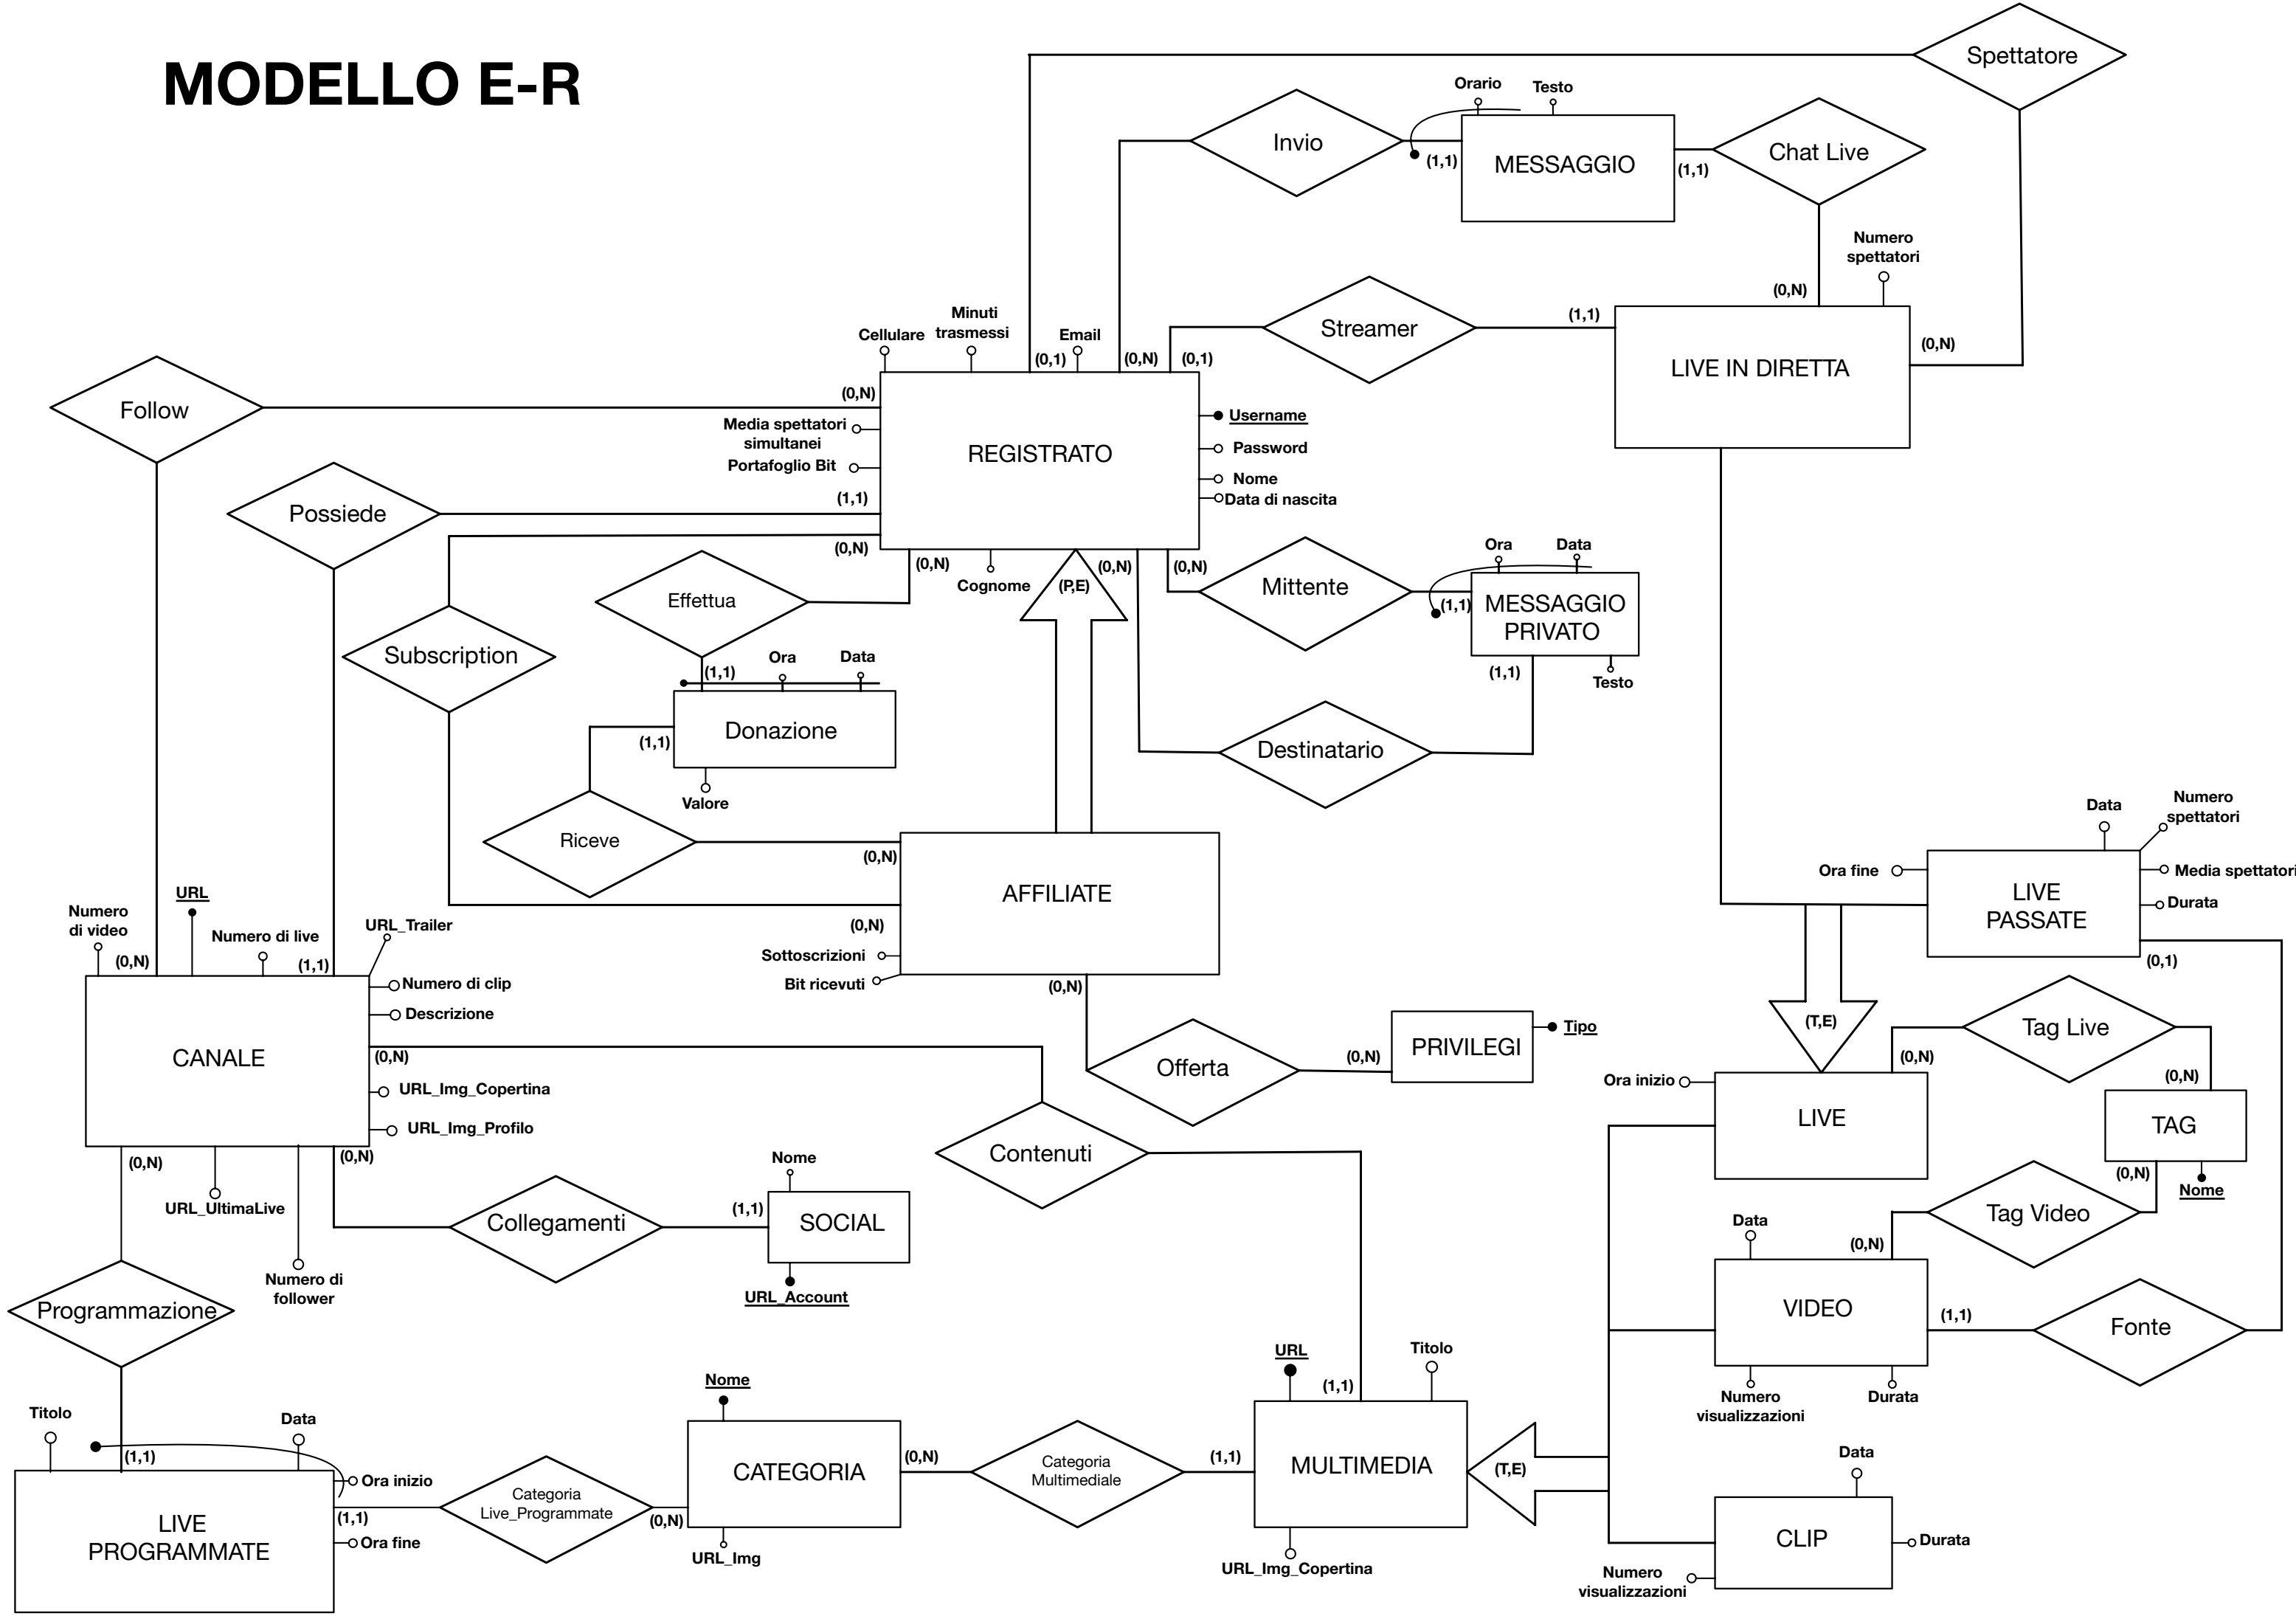 MODELLO E-R
Spettatore
Orario
Testo
Invio
(1,1)
MESSAGGIO
(1,1)
Chat Live
Numero
spettatori
(0,N)
Minuti
trasmessi
Cellulare
Email
(0,1)
(0,N)
(0,1)
Streamer
(1,1)
LIVE IN DIRETTA
(0,N)
Follow
(0,N)
Media spettatori
simultanei
Portafoglio Bit
REGISTRATO
Username
Password
Nome
Data di nascita
Possiede
(1,1)
(0,N)
(0,N)
Cognome
(P,E)
(0,N)
(0,N)
Mittente
Ora
Data
(1,1)
MESSAGGIO
PRIVATO
(1,1)
Testo
Effettua
Subscription
(1,1)
Ora
Data
Donazione
(1,1)
Valore
Destinatario
Riceve
(0,N)
AFFILIATE
(0,N)
Sottoscrizioni
Bit ricevuti
(0,N)
Data
Numero
spettatori
Ora fine
LIVE
PASSATE
Media spettatori
Durata
(0,1)
URL
Numero
di video
(0,N)
Numero di live
(1,1)
URL_Trailer
Numero di clip
Descrizione
CANALE
(0,N)
URL_Img_Copertina
URL_Img_Profilo
(0,N)
(0,N)
URL_UltimaLive
Numero di
follower
Offerta
(0,N)
PRIVILEGI
Tipo
(T,E)
Tag Live
(0,N)
(0,N)
Ora inizio
LIVE
TAG
(0,N)
Nome
Contenuti
Collegamenti
Nome
(1,1)
SOCIAL
URL_Account
Tag Video
Data
(0,N)
VIDEO
(1,1)
Fonte
Numero
visualizzazioni
Durata
Programmazione
Titolo
Data
(1,1)
Ora inizio
(1,1)
Ora fine
LIVE
PROGRAMMATE
Categoria
Live_Programmate
(0,N)
Nome
CATEGORIA
URL_Img
(0,N)
Categoria
Multimediale
(1,1)
URL
(1,1)
Titolo
MULTIMEDIA
URL_Img_Copertina
(T,E)
Data
CLIP
Durata
Numero
visualizzazioni